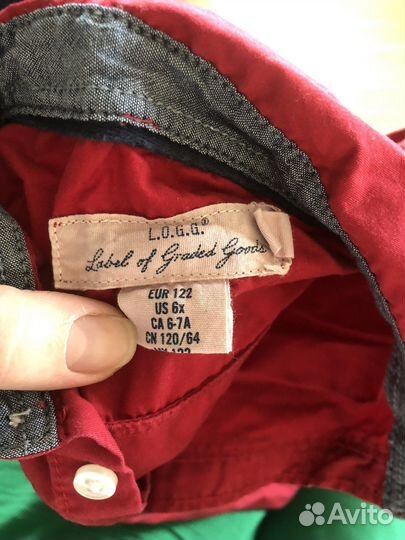 L.O.G.G.®
Label of Graded Goods
EUR 122
US 6x
CA 6-7A
CN 120/64
Avito